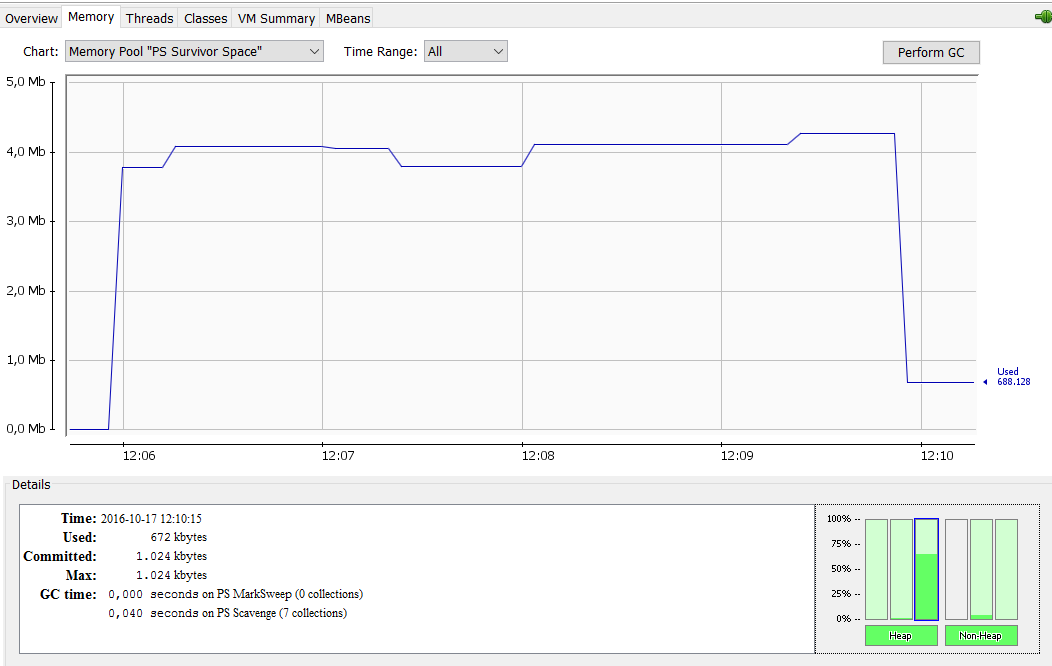 Overview Memory Threads Classes VM Summary MBeans
Chart: Memory Pool "PS Survivor Space" Time Range: All Perform GC
5,0 Mb
4,0 Mb
3,0 Mb
2,0 Mb
1,0 Mb
Used
688.128
0,0 Mb
12:06 12:07 12:08 12:09 12:10
Details
Time: 2016-10-17 12:10:15
Used: 672 kbytes
Committed: 1.024 kbytes
Max: 1.024 kbytes
GC time: 0,000 seconds on PS MarkSweep (0 collections)
0,040 seconds on PS Scavenge (7 collections)
100% --
75% --
50% --
25% --
0% --
Heap Non-Heap